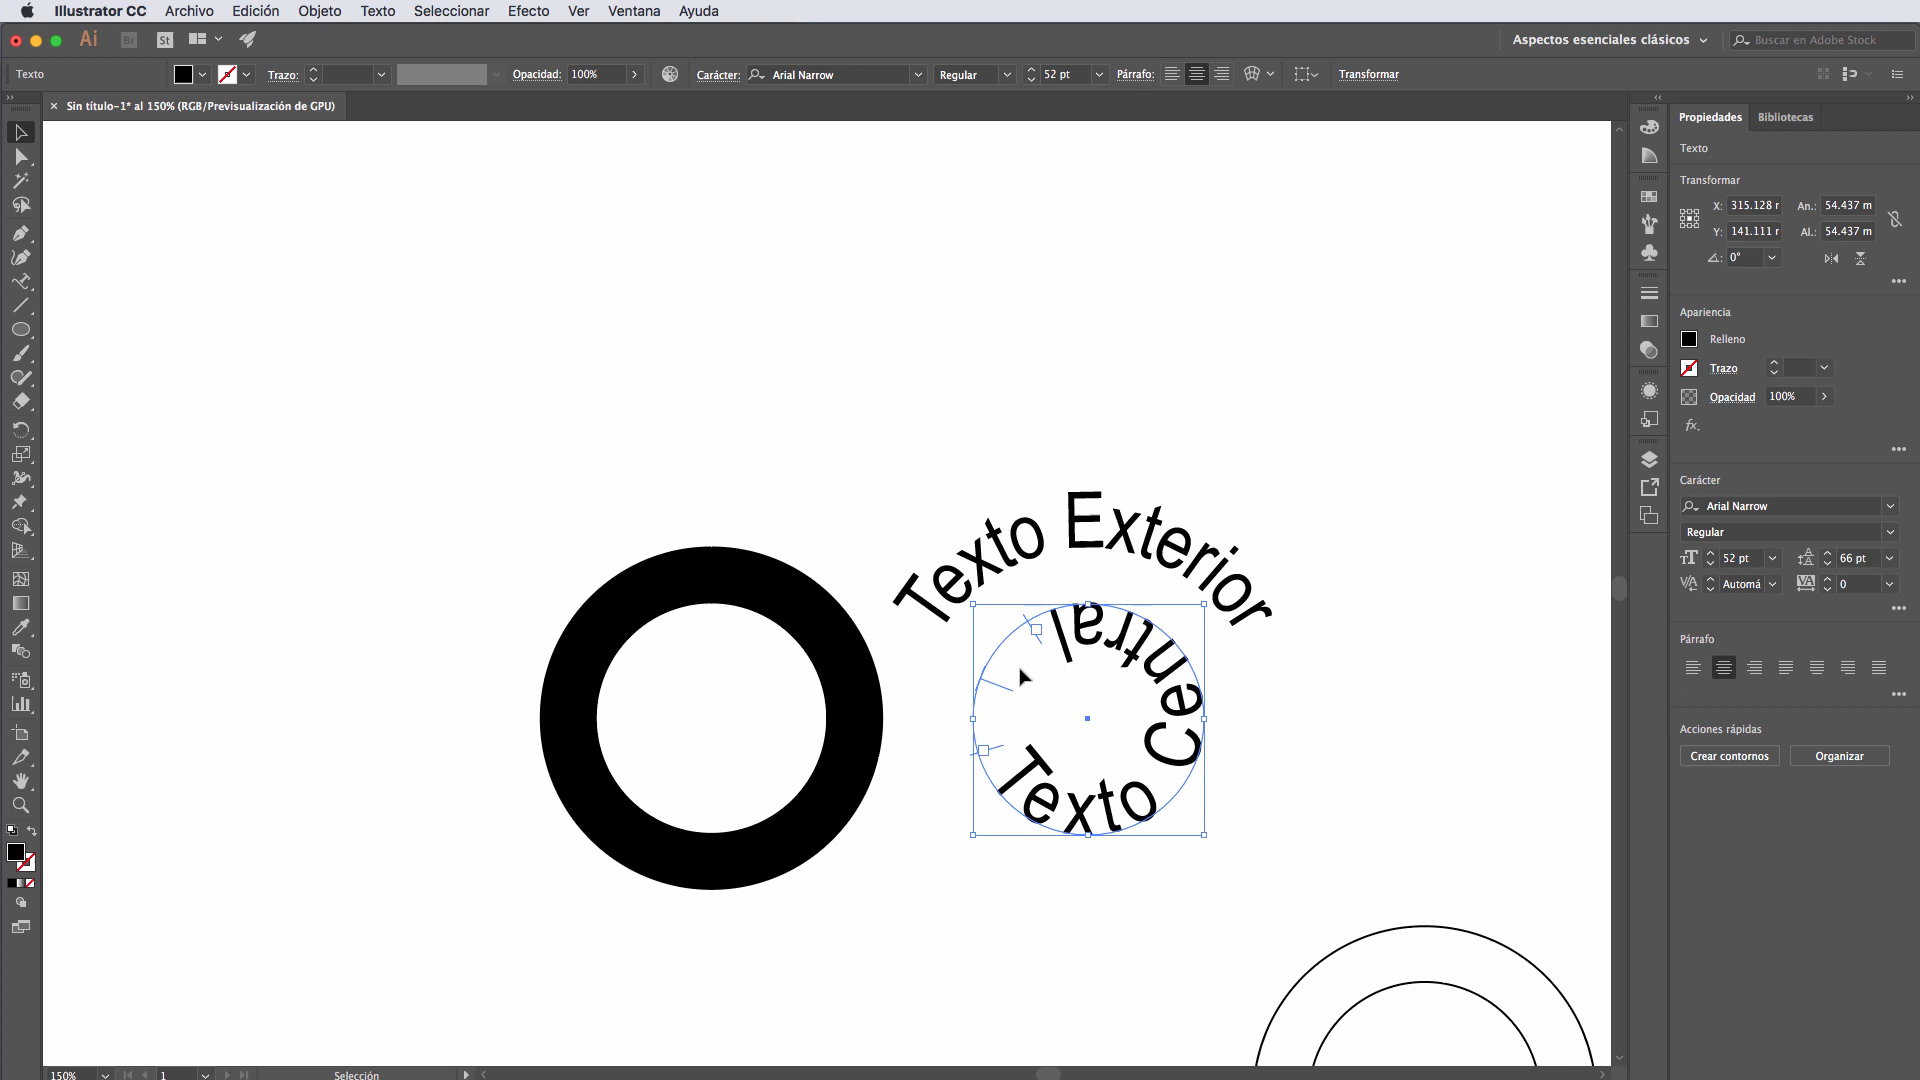 Illustrator CC Archivo Edición Objeto Texto Seleccionar Efecto Ver Ventana Ayuda
Ai Br St Aspectos esenciales clásicos Buscar en Adobe Stock
Texto Trazo: Opacidad: 100% Carácter: Arial Narrow Regular 52 pt Párrafo: Transformar
× Sin título-1* al 150% (RGB/Previsualización de GPU)
Propiedades Bibliotecas
Texto
Transformar
X: 315.128 r An.: 54.437 m
Y: 141.111 r Al.: 54.437 m
0°
Apariencia
Relleno
Trazo
Opacidad 100%
fx.
Carácter
Arial Narrow
Regular
52 pt 66 pt
Automá 0
Párrafo
Acciones rápidas
Crear contornos Organizar
Texto Exterior
Texto Central
150% 1 Selección